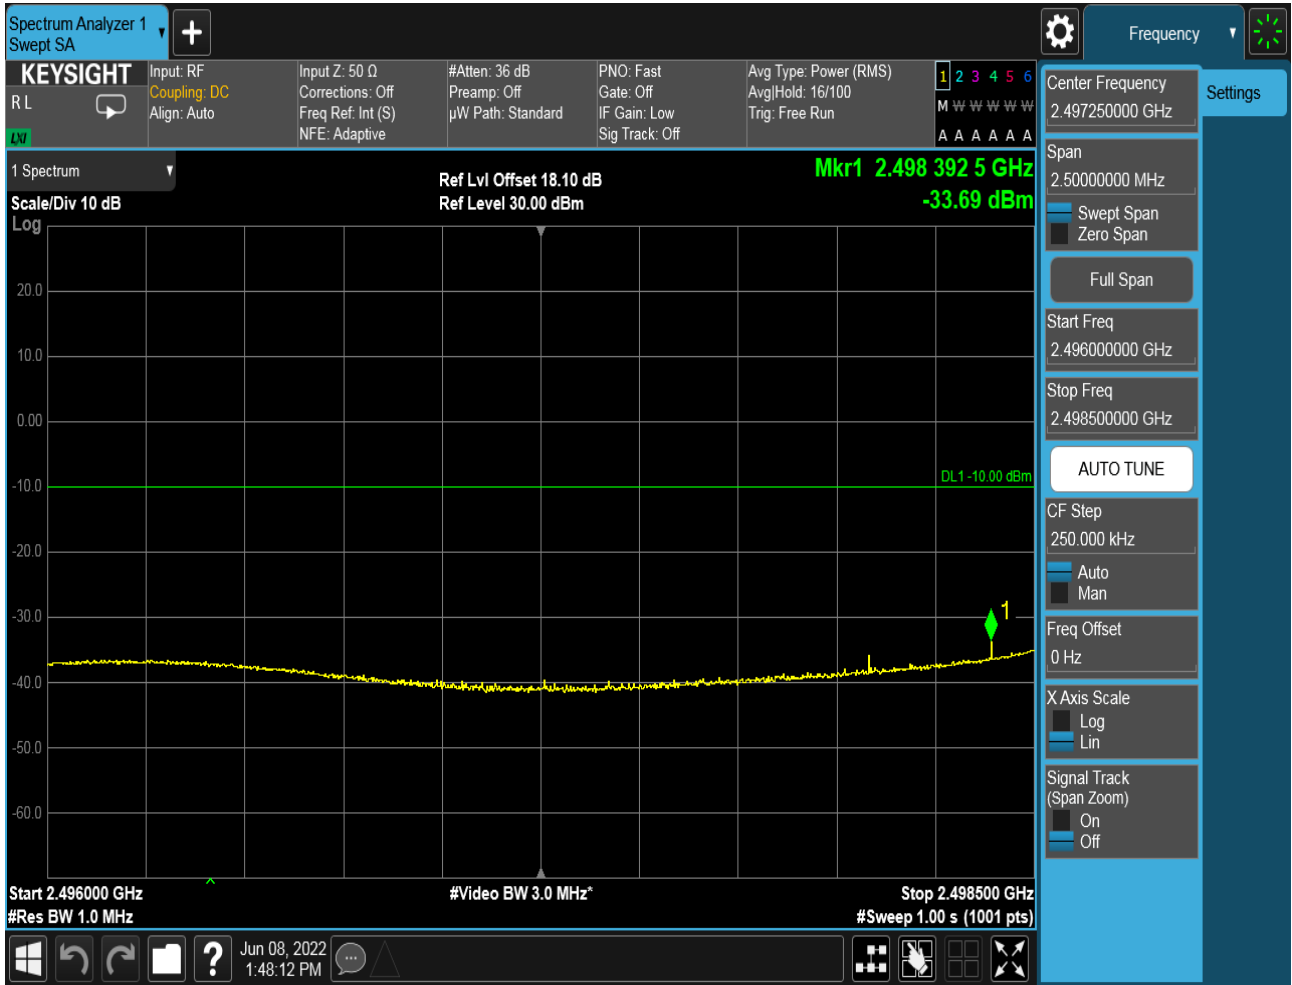 Spectrum Analyzer 1
Swept SA
Frequency
KEYSIGHT
R L
LXI
Input: RF
Coupling: DC
Align: Auto
Input Z: 50 Ω
Corrections: Off
Freq Ref: Int (S)
NFE: Adaptive
#Atten: 36 dB
Preamp: Off
µW Path: Standard
PNO: Fast
Gate: Off
IF Gain: Low
Sig Track: Off
Avg Type: Power (RMS)
Avg|Hold: 16/100
Trig: Free Run
1 2 3 4 5 6
M W W W W W
A A A A A A
1 Spectrum
Scale/Div 10 dB
Log
Ref Lvl Offset 18.10 dB
Ref Level 30.00 dBm
Mkr1 2.498 392 5 GHz
-33.69 dBm
20.0
10.0
0.00
-10.0
-20.0
-30.0
-40.0
-50.0
-60.0
DL1 -10.00 dBm
1
Start 2.496000 GHz
#Res BW 1.0 MHz
#Video BW 3.0 MHz*
Stop 2.498500 GHz
#Sweep 1.00 s (1001 pts)
Jun 08, 2022
1:48:12 PM
?
Center Frequency
2.497250000 GHz
Span
2.50000000 MHz
Swept Span
Zero Span
Full Span
Start Freq
2.496000000 GHz
Stop Freq
2.498500000 GHz
AUTO TUNE
CF Step
250.000 kHz
Auto
Man
Freq Offset
0 Hz
X Axis Scale
Log
Lin
Signal Track
(Span Zoom)
On
Off
Settings